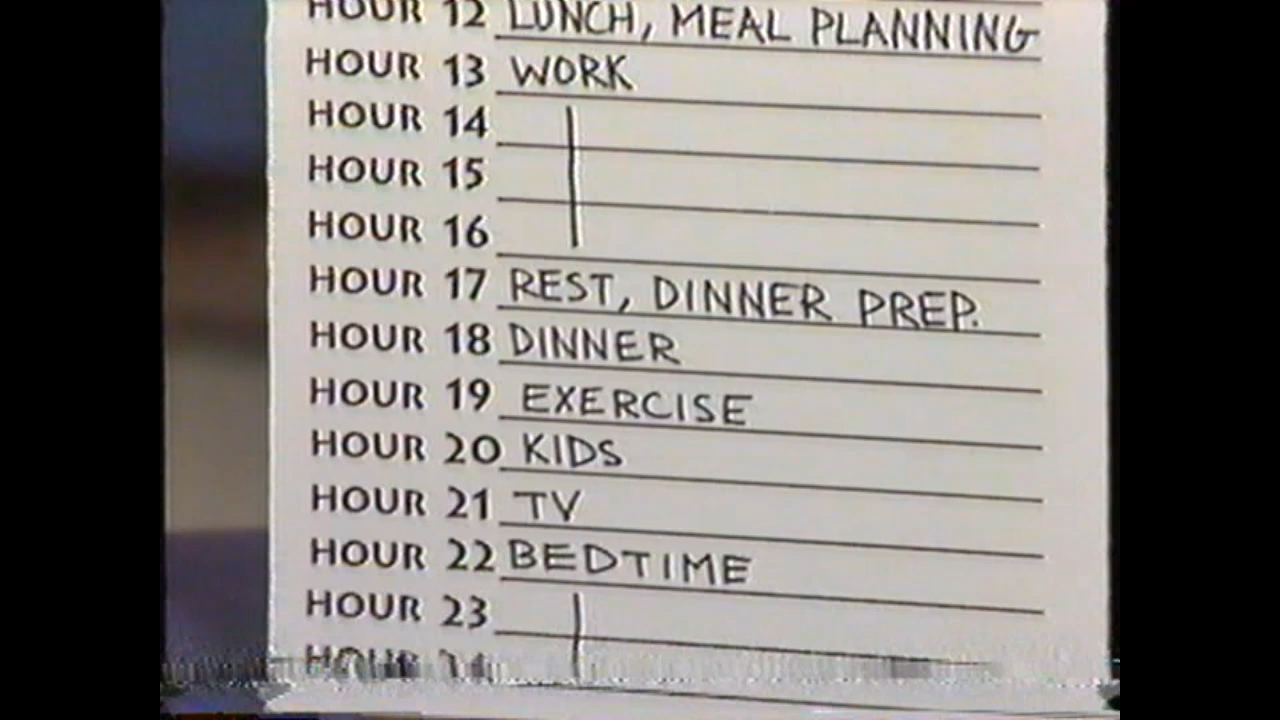 HOUR 12 LUNCH, MEAL PLANNING
HOUR 13 WORK
HOUR 14
HOUR 15
HOUR 16
HOUR 17 REST, DINNER PREP.
HOUR 18 DINNER
HOUR 19 EXERCISE
HOUR 20 KIDS
HOUR 21 TV
HOUR 22 BEDTIME
HOUR 23
HOUR